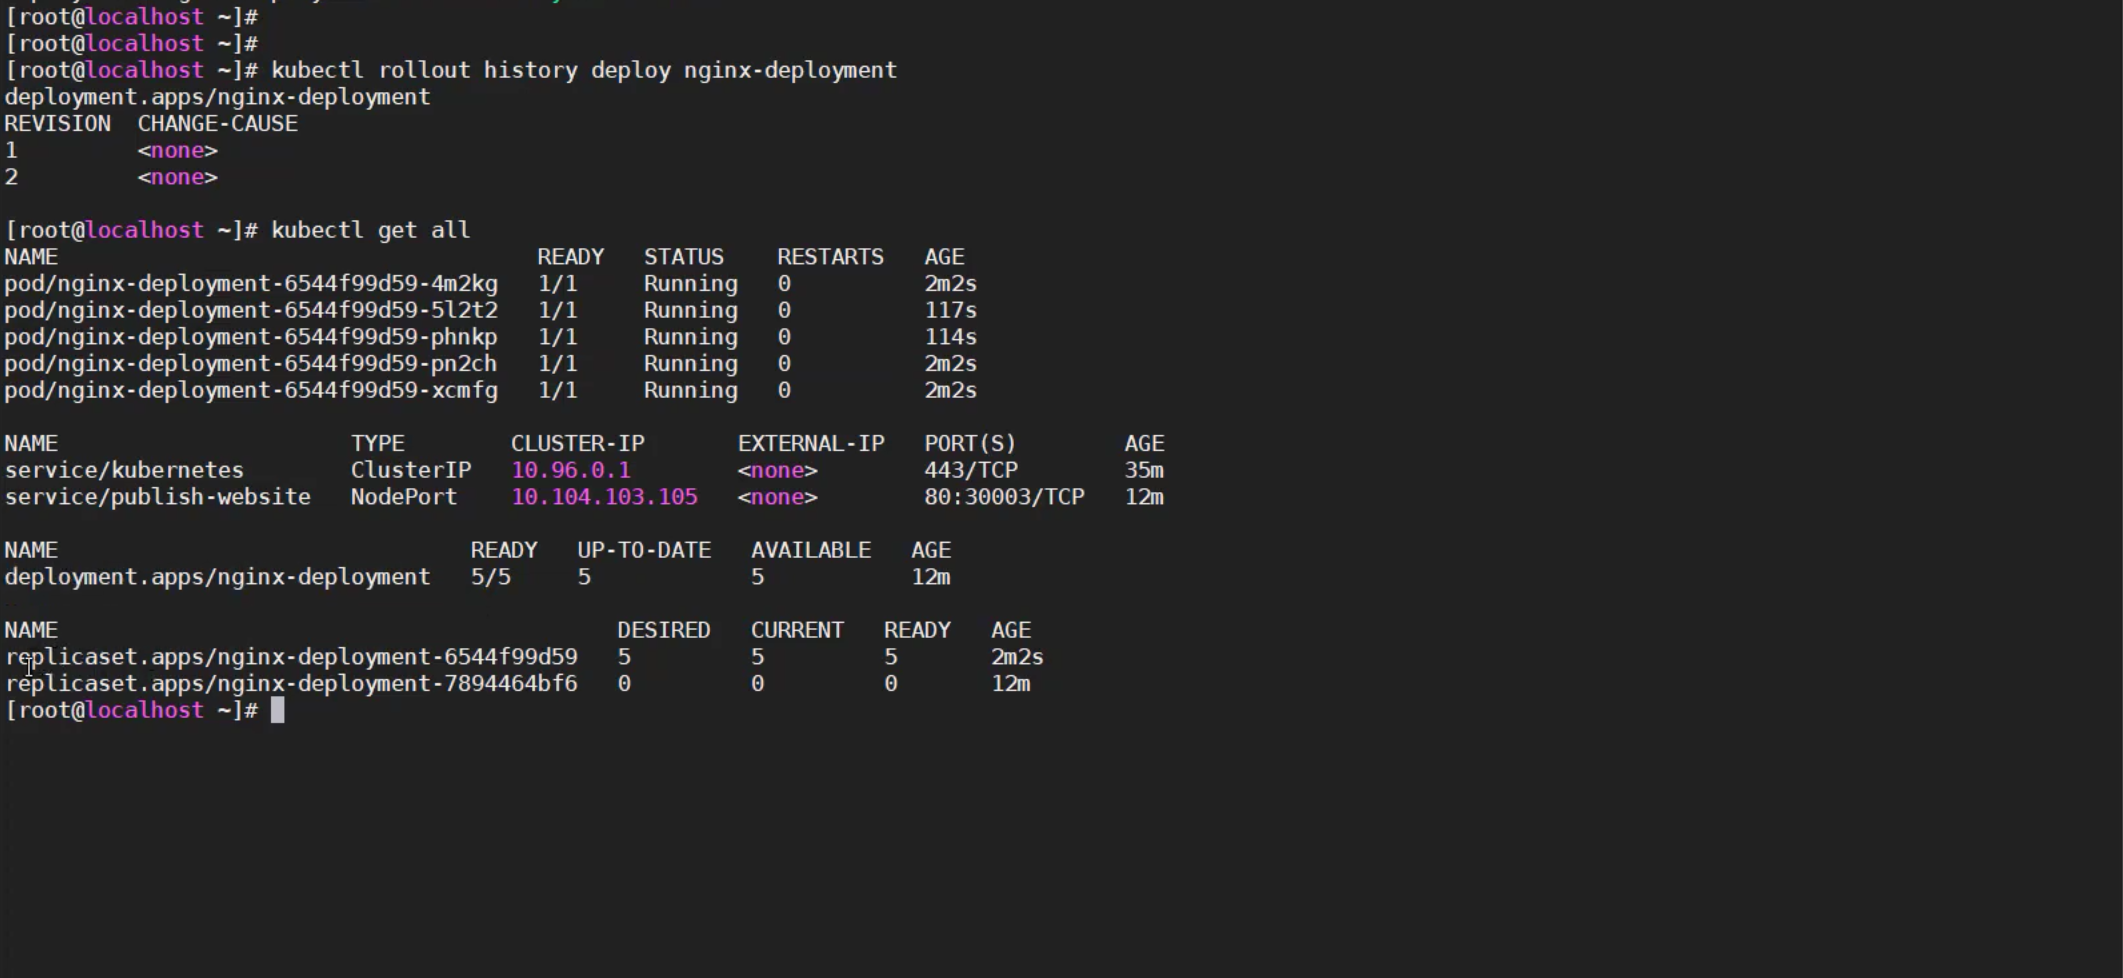 [root@localhost ~]#
[root@localhost ~]#
[root@localhost ~]# kubectl rollout history deploy nginx-deployment
deployment.apps/nginx-deployment
REVISION  CHANGE-CAUSE
1         <none>
2         <none>

[root@localhost ~]# kubectl get all
NAME                                    READY   STATUS    RESTARTS   AGE
pod/nginx-deployment-6544f99d59-4m2kg   1/1     Running   0          2m2s
pod/nginx-deployment-6544f99d59-5l2t2   1/1     Running   0          117s
pod/nginx-deployment-6544f99d59-phnkp   1/1     Running   0          114s
pod/nginx-deployment-6544f99d59-pn2ch   1/1     Running   0          2m2s
pod/nginx-deployment-6544f99d59-xcmfg   1/1     Running   0          2m2s

NAME                      TYPE        CLUSTER-IP       EXTERNAL-IP   PORT(S)        AGE
service/kubernetes        ClusterIP   10.96.0.1        <none>        443/TCP        35m
service/publish-website   NodePort    10.104.103.105   <none>        80:30003/TCP   12m

NAME                               READY   UP-TO-DATE   AVAILABLE   AGE
deployment.apps/nginx-deployment   5/5     5            5           12m

NAME                                          DESIRED   CURRENT   READY   AGE
replicaset.apps/nginx-deployment-6544f99d59   5         5         5       2m2s
replicaset.apps/nginx-deployment-7894464bf6   0         0         0       12m
[root@localhost ~]#